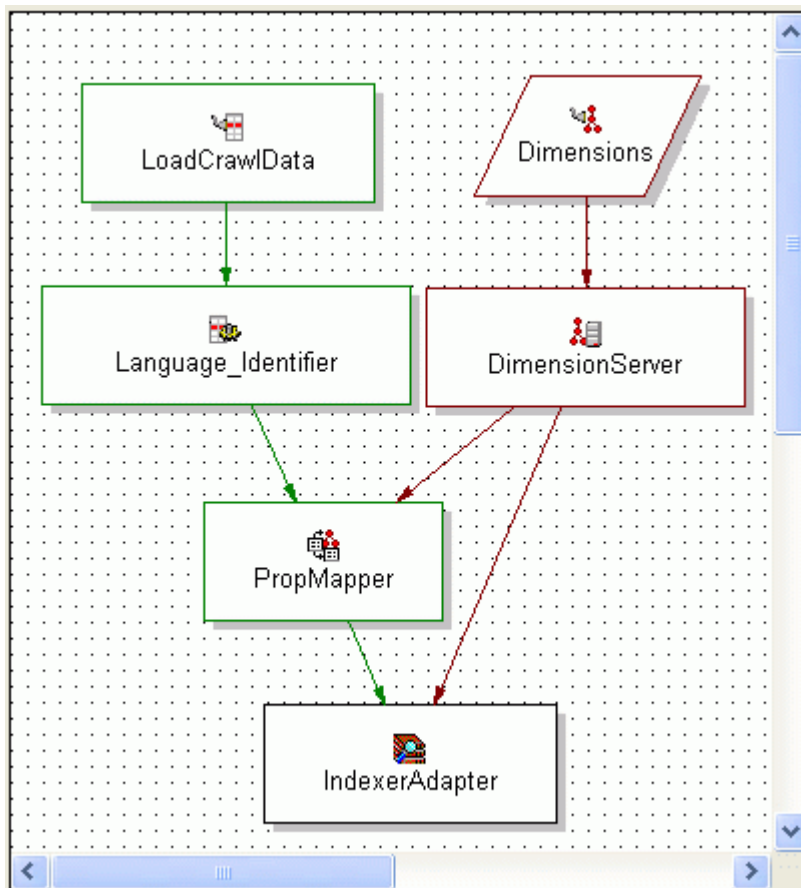 LoadCrawlData
Dimensions
Language_Identifier
DimensionServer
PropMapper
IndexerAdapter